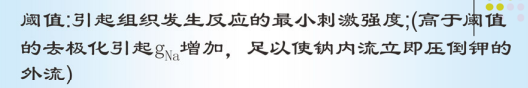 阈值:引起组织发生反应的最小刺激强度;(高于阈值
的去极化引起gNa增加，足以使钠内流立即压倒钾的
外流)